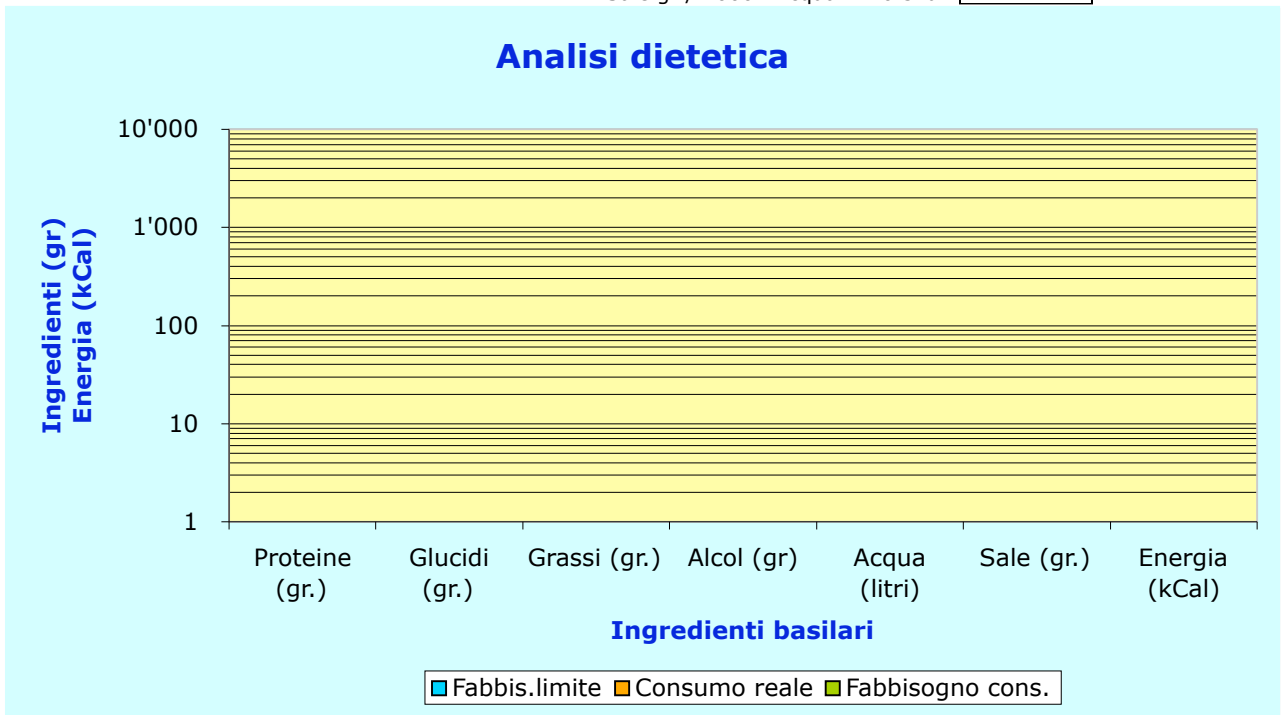 Analisi dietetica
10'000
1'000
100
10
1
Ingredienti (gr)
Energia (kCal)
Proteine
(gr.)
Glucidi
(gr.)
Grassi (gr.)
Alcol (gr)
Acqua
(litri)
Sale (gr.)
Energia
(kCal)
Ingredienti basilari
Fabbis.limite Consumo reale Fabbisogno cons.